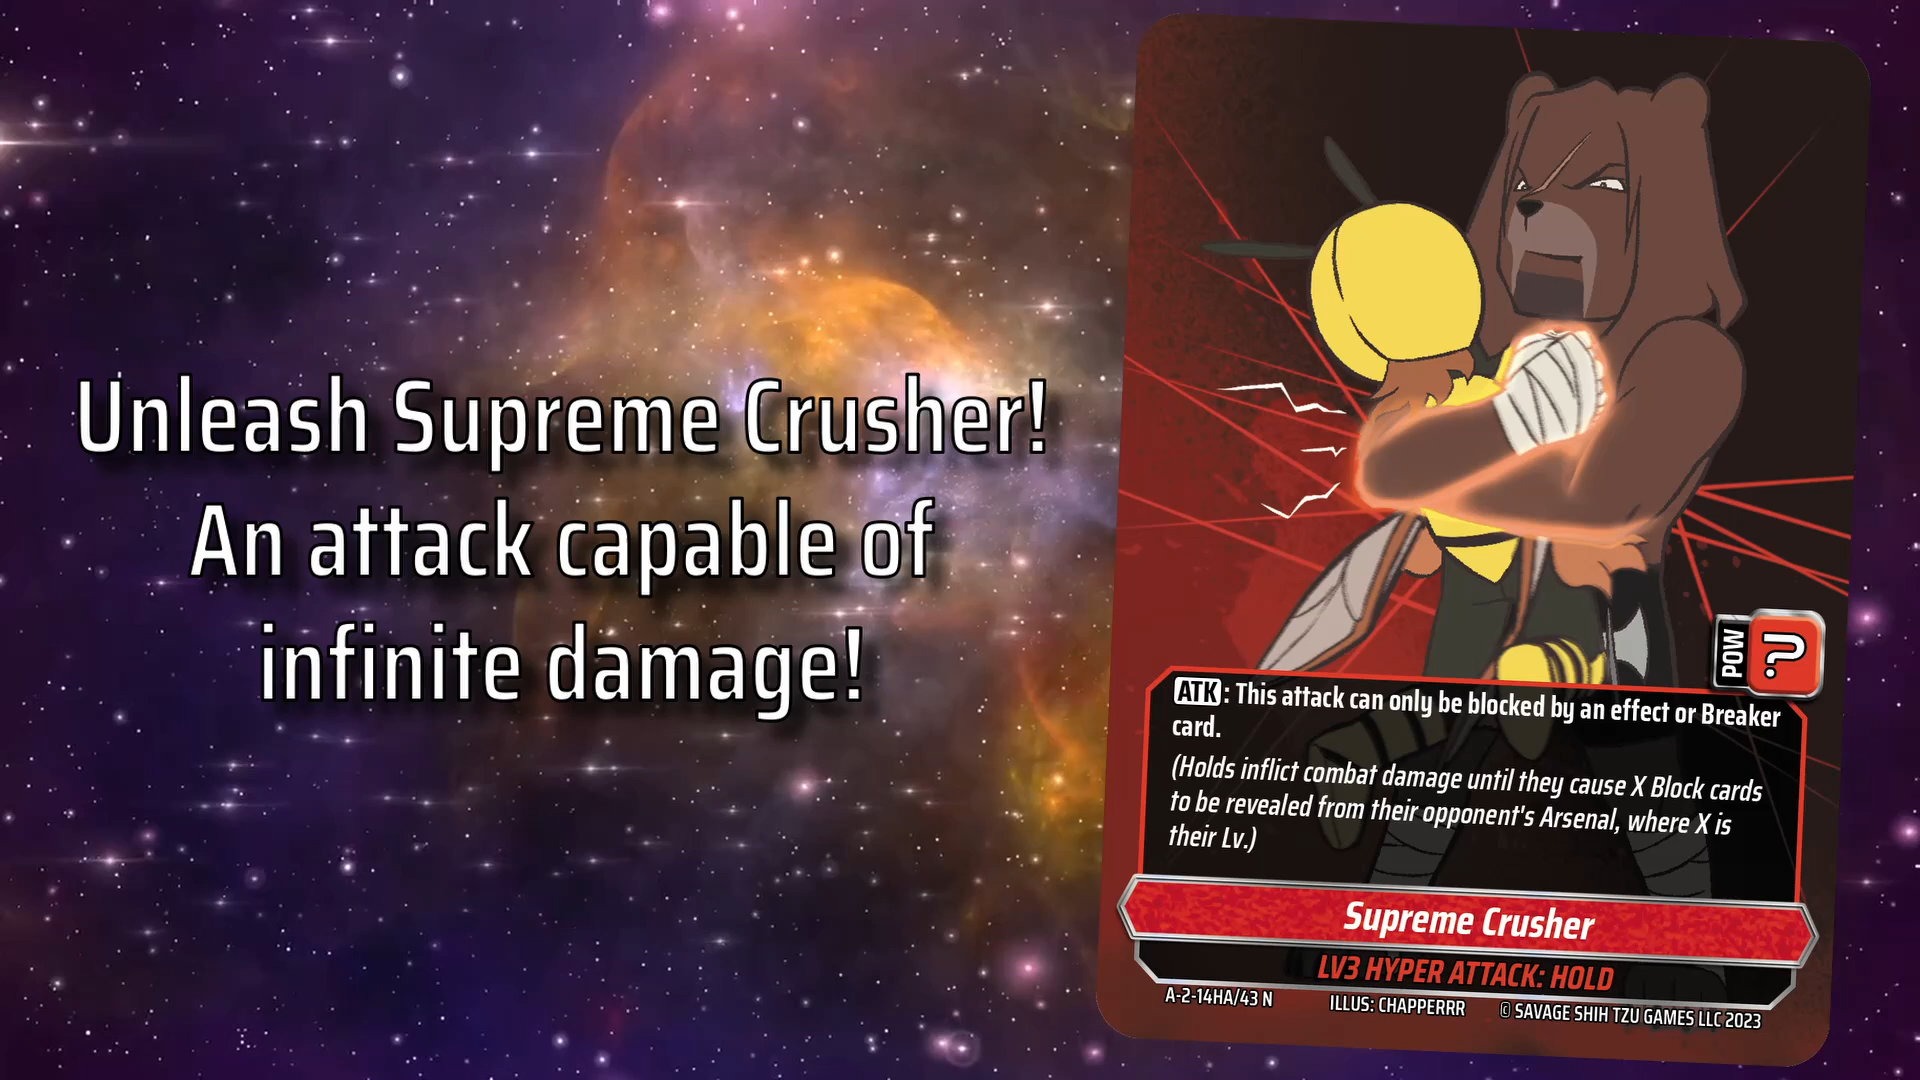 Unleash Supreme Crusher!
An attack capable of
infinite damage!
POW ?
ATK: This attack can only be blocked by an effect or Breaker
card.
(Holds inflict combat damage until they cause X Block cards
to be revealed from their opponent's Arsenal, where X is
their Lv.)
Supreme Crusher
LV3 HYPER ATTACK: HOLD
A-2-14HA/43 N ILLUS: CHAPPERRR © SAVAGE SHIH TZU GAMES LLC 2023